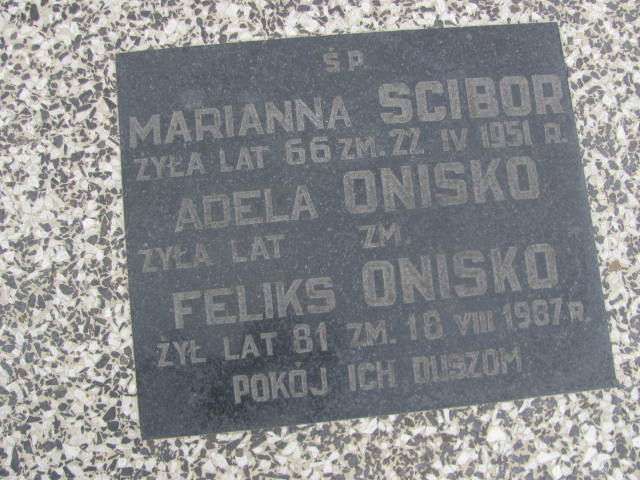 Ś.P.
MARIANNA SCIBOR
ŻYŁA LAT 66 ZM. 22 IV 1951 R.
ADELA ONISKO
ŻYŁA LAT ZM.
FELIKS ONISKO
ŻYŁ LAT 81 ZM. 18 VIII 1987 R.
POKÓJ ICH DUSZOM